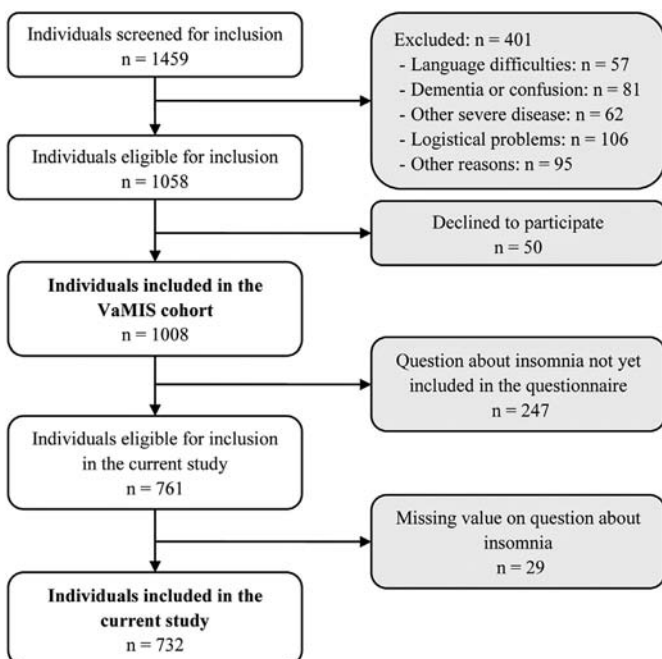 Individuals screened for inclusion
n = 1459
Excluded: n = 401
- Language difficulties: n = 57
- Dementia or confusion: n = 81
- Other severe disease: n = 62
- Logistical problems: n = 106
- Other reasons: n = 95
Individuals eligible for inclusion
n = 1058
Declined to participate
n = 50
Individuals included in the
VaMIS cohort
n = 1008
Question about insomnia not yet
included in the questionnaire
n = 247
Individuals eligible for inclusion
in the current study
n = 761
Missing value on question about
insomnia
n = 29
Individuals included in the
current study
n = 732